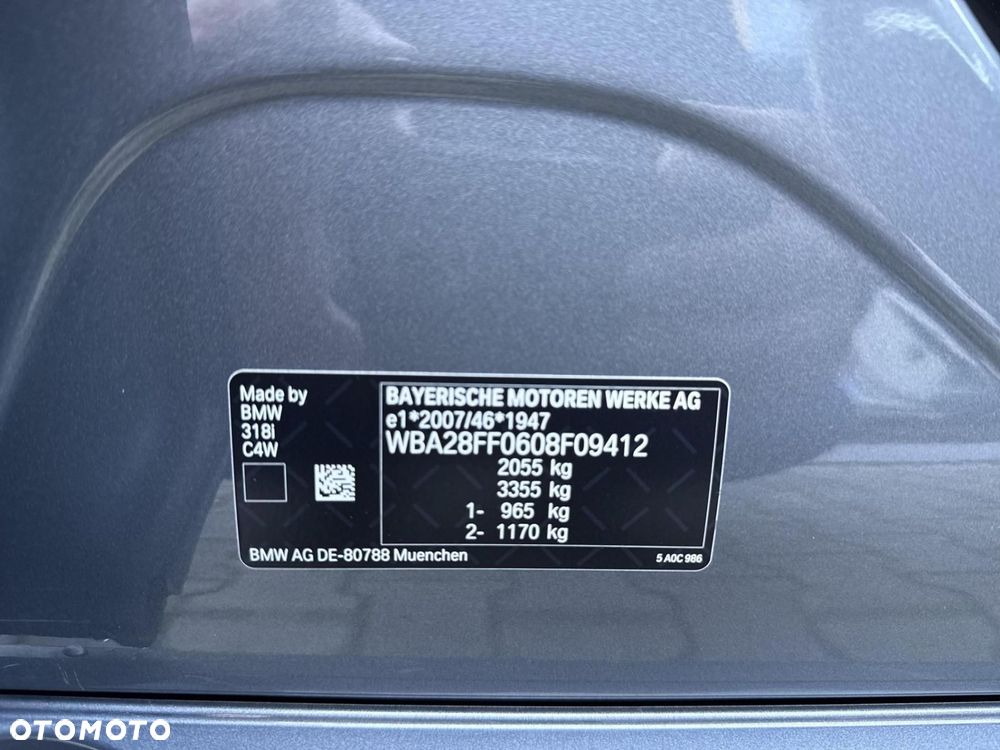 Made by
BMW
318i
C4W
BAYERISCHE MOTOREN WERKE AG
e1*2007/46*1947
WBA28FF0608F09412
2055 kg
3355 kg
1- 965 kg
2- 1170 kg
BMW AG DE-80788 Muenchen
5 A0C 986
OTOMOTO